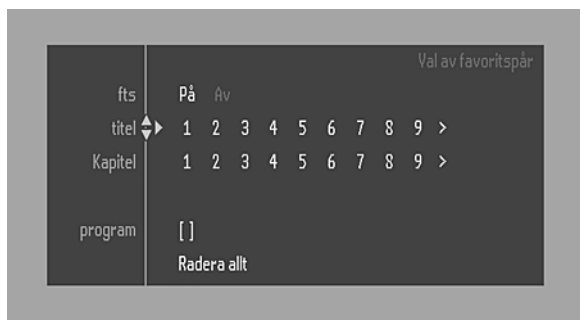 Val av favoritspår
fts På Av
titel 1 2 3 4 5 6 7 8 9 >
Kapitel 1 2 3 4 5 6 7 8 9 >
program [ ]
Radera allt